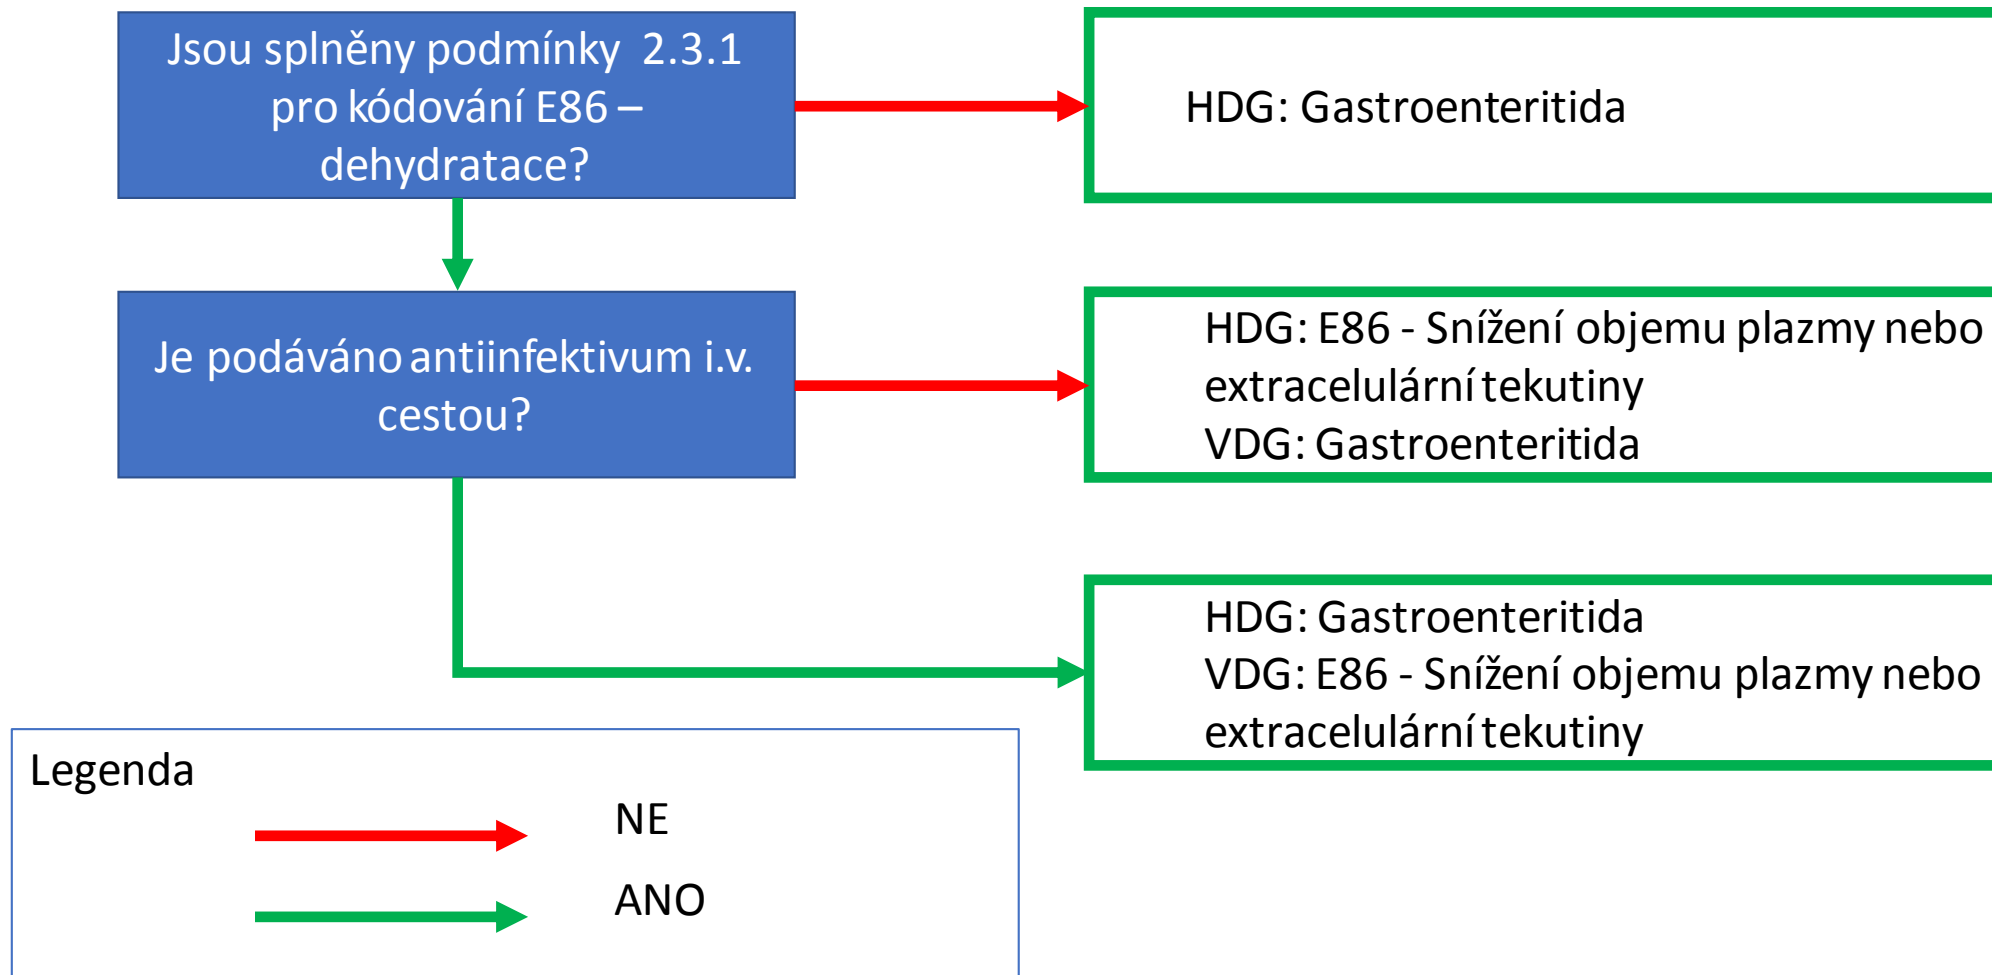 Jsou splněny podmínky 2.3.1
pro kódování E86 –
dehydratace?
HDG: Gastroenteritida
Je podáváno antiinfektivum i.v.
cestou?
HDG: E86 - Snížení objemu plazmy nebo
extracelulární tekutiny
VDG: Gastroenteritida
HDG: Gastroenteritida
VDG: E86 - Snížení objemu plazmy nebo
extracelulární tekutiny
Legenda
NE
ANO